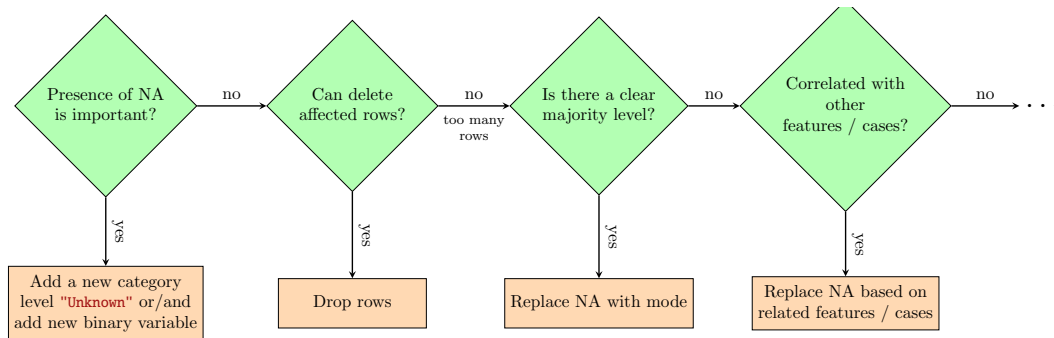 Presence of NA
is important?
no
Can delete
affected rows?
no
too many
rows
Is there a clear
majority level?
no
Correlated with
other
features / cases?
no
yes
yes
yes
yes
Add a new category
level "Unknown" or/and
add new binary variable
Drop rows
Replace NA with mode
Replace NA based on
related features / cases